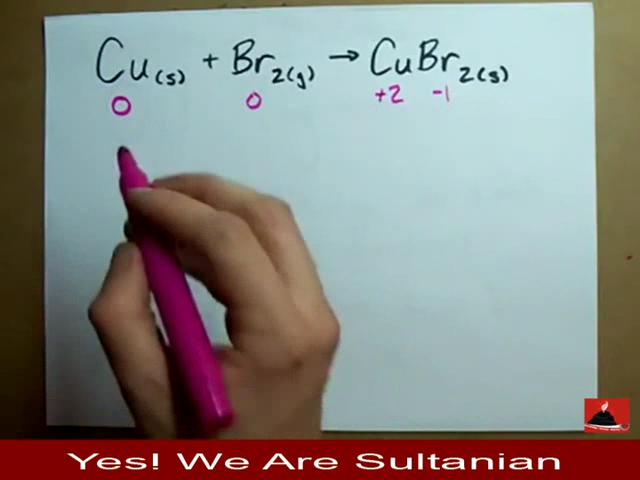 Cu(s) + Br2(g) → CuBr2(s)
0 0 +2 -1
Yes! We Are Sultanian